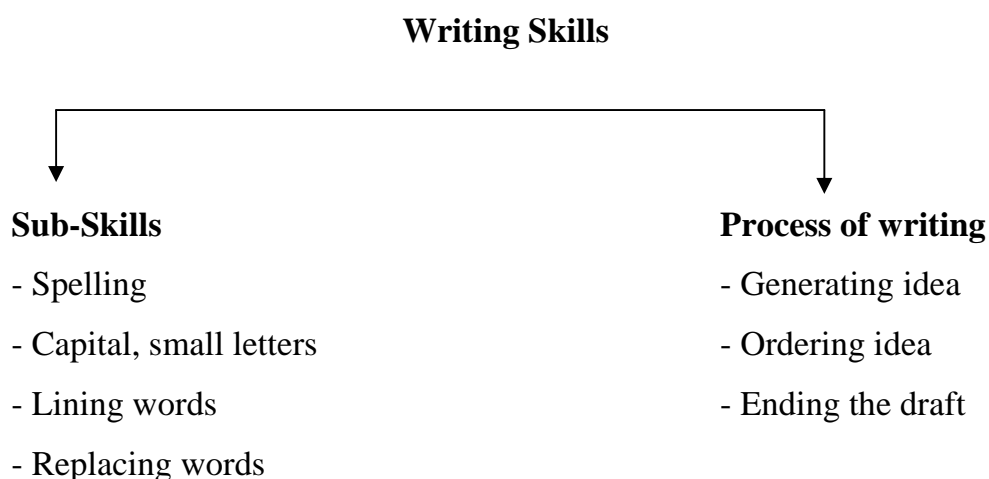 Writing Skills
Sub-Skills
- Spelling
- Capital, small letters
- Lining words
- Replacing words
Process of writing
- Generating idea
- Ordering idea
- Ending the draft